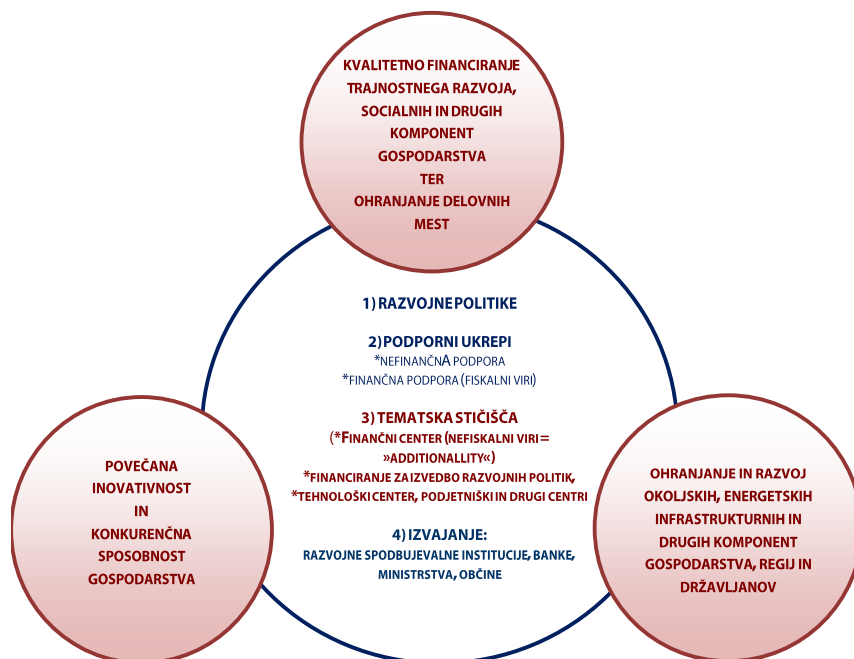 KVALITETNO FINANCIRANJE
TRAJNOSTNEGA RAZVOJA,
SOCIALNIH IN DRUGIH
KOMPONENT
GOSPODARSTVA
TER
OHRANJANJE DELOVNIH
MEST
1) RAZVOJNE POLITIKE
2) PODPORNI UKREPI
*NEFINANČNA PODPORA
*FINANČNA PODPORA (FISKALNI VIRI)
3) TEMATSKA STIČIŠČA
(*FINANČNI CENTER (NEFISKALNI VIRI =
»ADDITIONALLITY«)
*FINANCIRANJE ZA IZVEDBO RAZVOJNIH POLITIK,
*TEHNOLOŠKI CENTER, PODJETNIŠKI IN DRUGI CENTRI
4) IZVAJANJE:
RAZVOJNE SPODBUJEVALNE INSTITUCIJE, BANKE,
MINISTRSTVA, OBČINE
POVEČANA
INOVATIVNOST
IN
KONKURENČNA
SPOSOBNOST
GOSPODARSTVA
OHRANJANJE IN RAZVOJ
OKOLJSKIH, ENERGETSKIH
INFRASTRUKTURNIH IN
DRUGIH KOMPONENT
GOSPODARSTVA, REGIJ IN
DRŽAVLJANOV